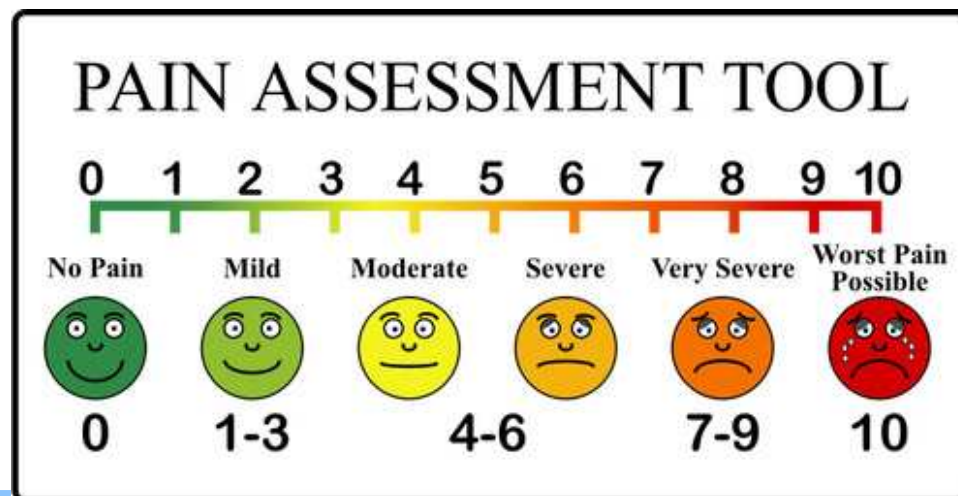 PAIN ASSESSMENT TOOL
0 1 2 3 4 5 6 7 8 9 10
No Pain Mild Moderate Severe Very Severe Worst Pain
Possible
0 1-3 4-6 7-9 10